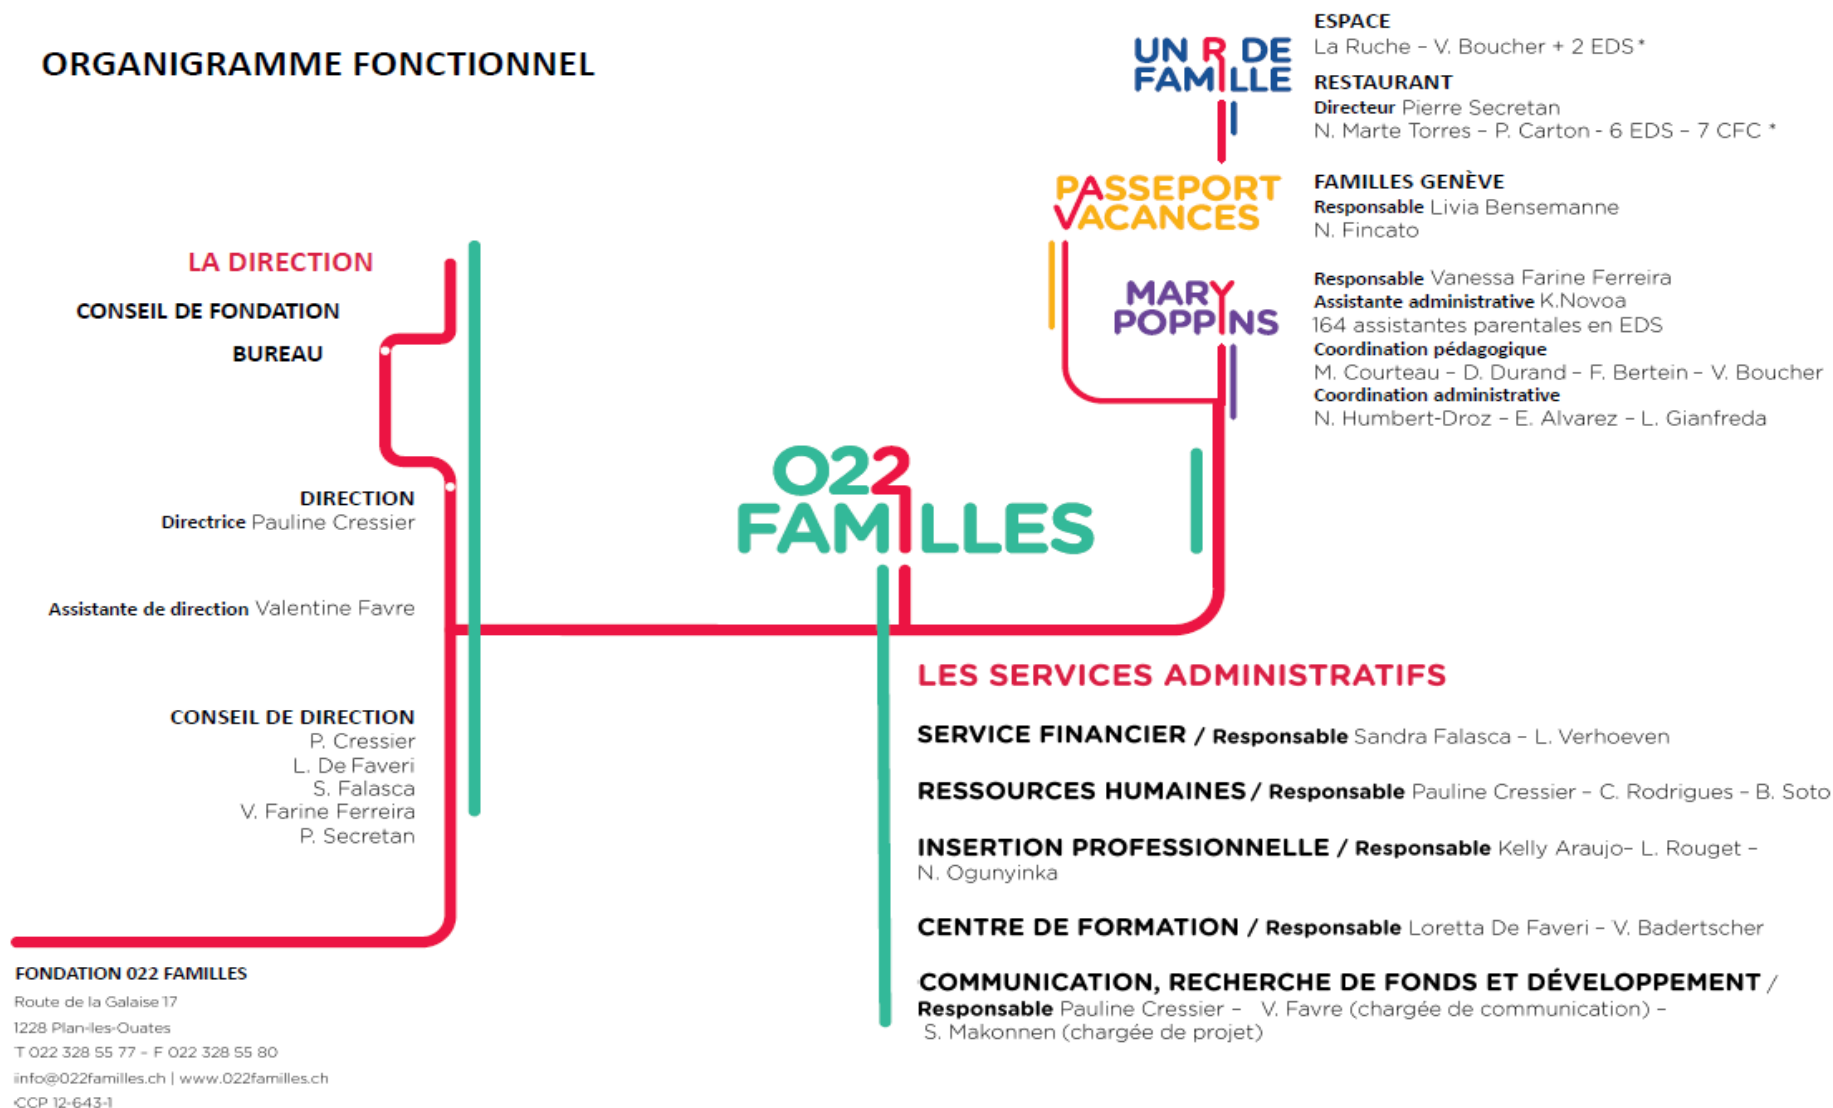 ORGANIGRAMME FONCTIONNEL
LA DIRECTION
CONSEIL DE FONDATION
BUREAU
DIRECTION
Directrice Pauline Cressier
Assistante de direction Valentine Favre
CONSEIL DE DIRECTION
P. Cressier
L. De Faveri
S. Falasca
V. Farine Ferreira
P. Secretan
FONDATION 022 FAMILLES
Route de la Galaise 17
1228 Plan-les-Ouates
T 022 328 55 77 – F 022 328 55 80
info@022familles.ch | www.022familles.ch
CCP 12-643-1
O22
FAMILLES
UN R DE
FAMILLE
ESPACE
La Ruche – V. Boucher + 2 EDS*
RESTAURANT
Directeur Pierre Secretan
N. Marte Torres – P. Carton - 6 EDS – 7 CFC *
PASSEPORT
VACANCES
FAMILLES GENÈVE
Responsable Livia Bensemanne
N. Fincato
MARY
POPPINS
Responsable Vanessa Farine Ferreira
Assistante administrative K.Novoa
164 assistantes parentales en EDS
Coordination pédagogique
M. Courteau – D. Durand – F. Bertein – V. Boucher
Coordination administrative
N. Humbert-Droz – E. Alvarez – L. Gianfreda
LES SERVICES ADMINISTRATIFS
SERVICE FINANCIER / Responsable Sandra Falasca – L. Verhoeven
RESSOURCES HUMAINES / Responsable Pauline Cressier – C. Rodrigues – B. Soto
INSERTION PROFESSIONNELLE / Responsable Kelly Araujo– L. Rouget –
N. Ogunyinka
CENTRE DE FORMATION / Responsable Loretta De Faveri – V. Badertscher
COMMUNICATION, RECHERCHE DE FONDS ET DÉVELOPPEMENT /
Responsable Pauline Cressier – V. Favre (chargée de communication) –
S. Makonnen (chargée de projet)